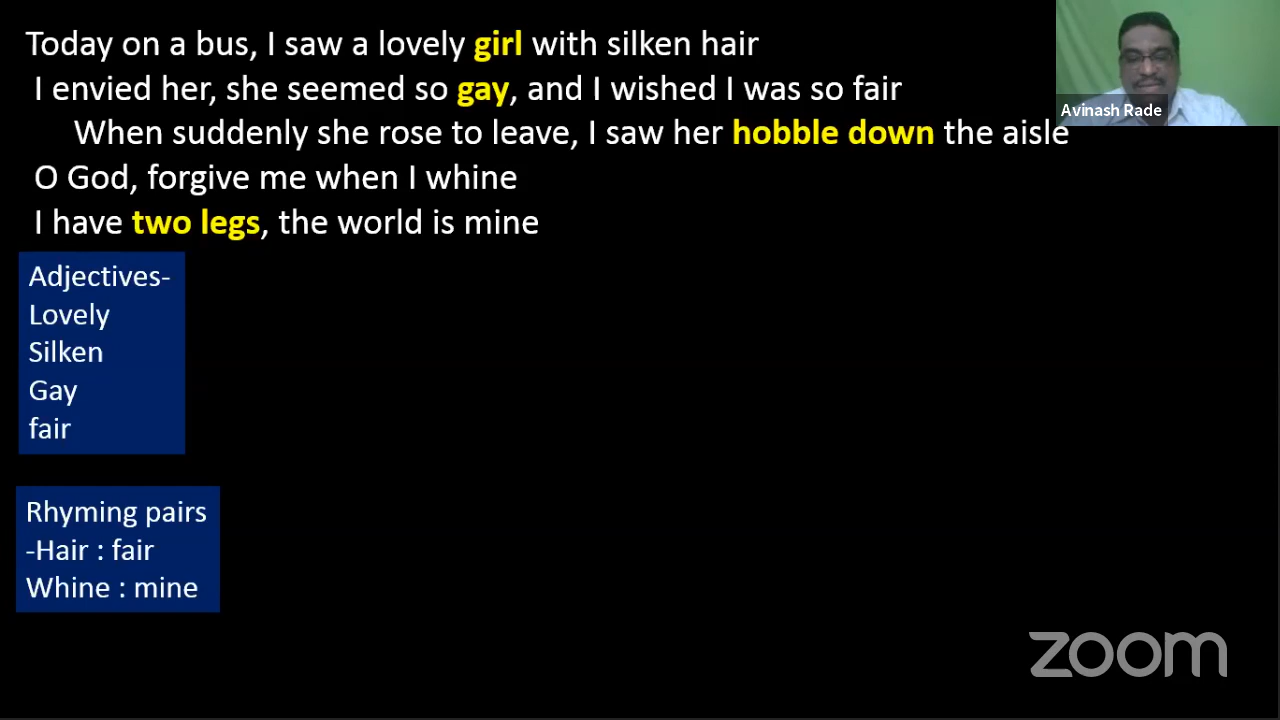 Today on a bus, I saw a lovely girl with silken hair
I envied her, she seemed so gay, and I wished I was so fair
When suddenly she rose to leave, I saw her hobble down the aisle
O God, forgive me when I whine
I have two legs, the world is mine
Adjectives-
Lovely
Silken
Gay
fair
Rhyming pairs
-Hair : fair
Whine : mine
Avinash Rade
zoom